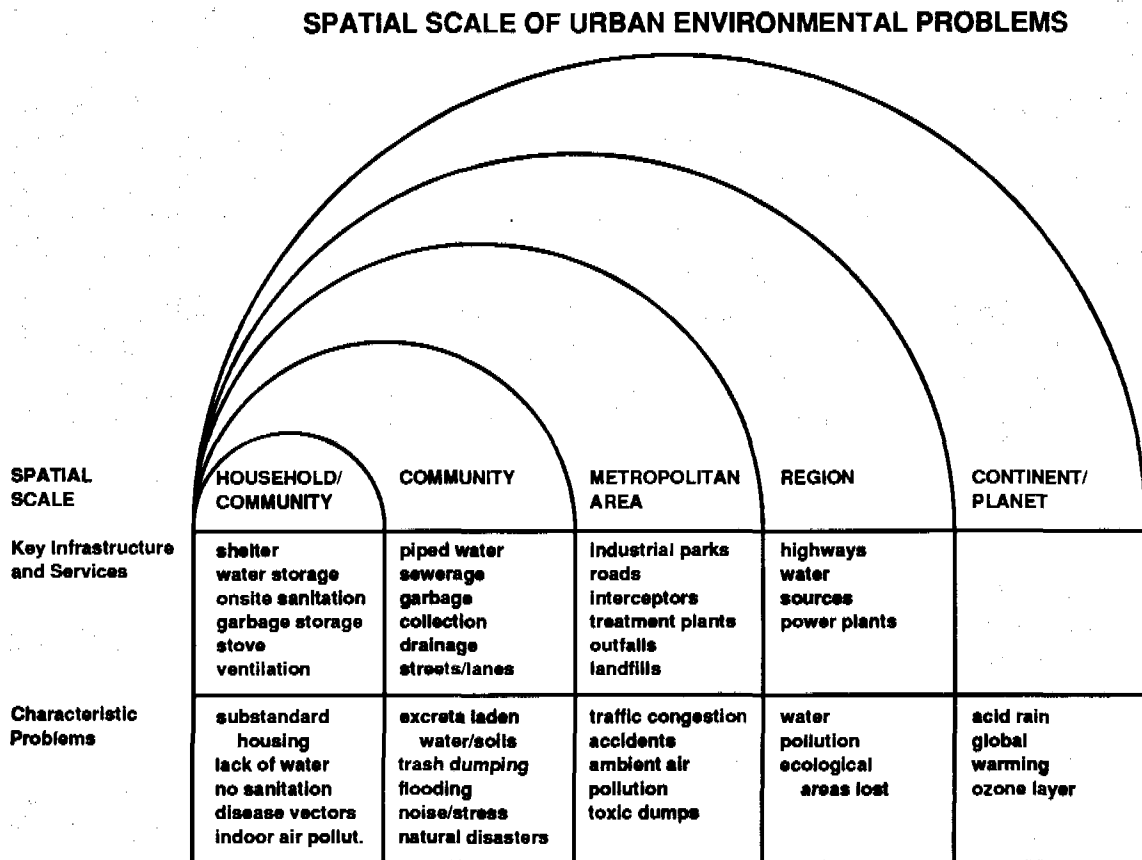 SPATIAL SCALE OF URBAN ENVIRONMENTAL PROBLEMS
SPATIAL
SCALE
HOUSEHOLD/
COMMUNITY
COMMUNITY
METROPOLITAN
AREA
REGION
CONTINENT/
PLANET
Key Infrastructure
and Services
shelter
water storage
onsite sanitation
garbage storage
stove
ventilation
piped water
sewerage
garbage
collection
drainage
streets/lanes
industrial parks
roads
interceptors
treatment plants
outfalls
landfills
highways
water
sources
power plants
Characteristic
Problems
substandard
housing
lack of water
no sanitation
disease vectors
indoor air pollut.
excreta laden
water/soils
trash dumping
flooding
noise/stress
natural disasters
traffic congestion
accidents
ambient air
pollution
toxic dumps
water
pollution
ecological
areas lost
acid rain
global
warming
ozone layer